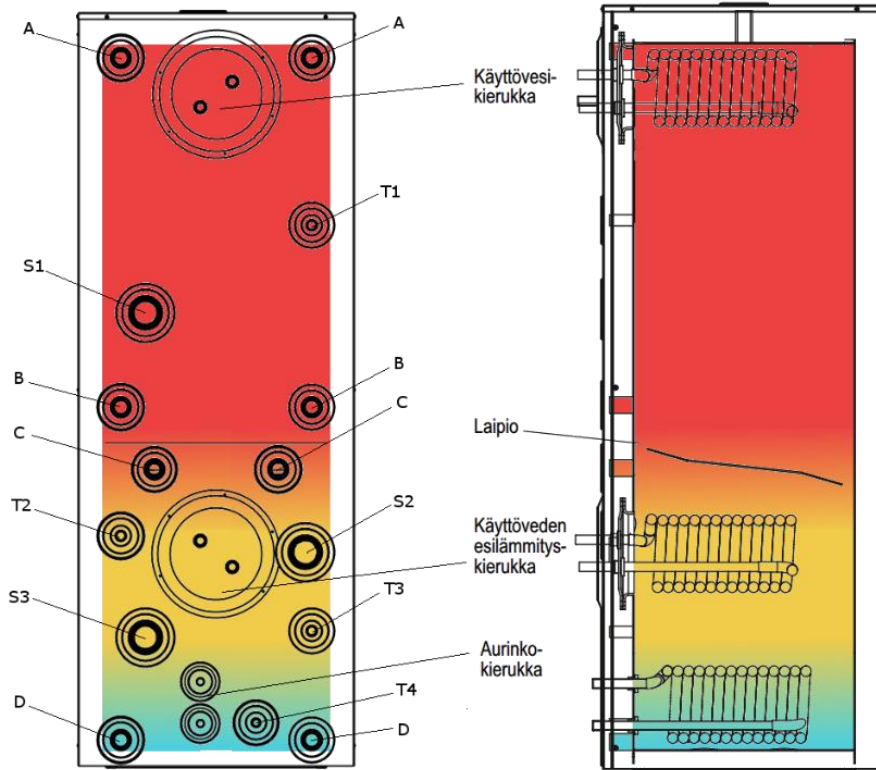 A
A
Käyttövesi-
kierukka
T1
S1
B
B
C
C
Laipio
T2
S2
Käyttöveden
esilämmitys-
kierukka
S3
T3
Aurinko-
kierukka
T4
D
D